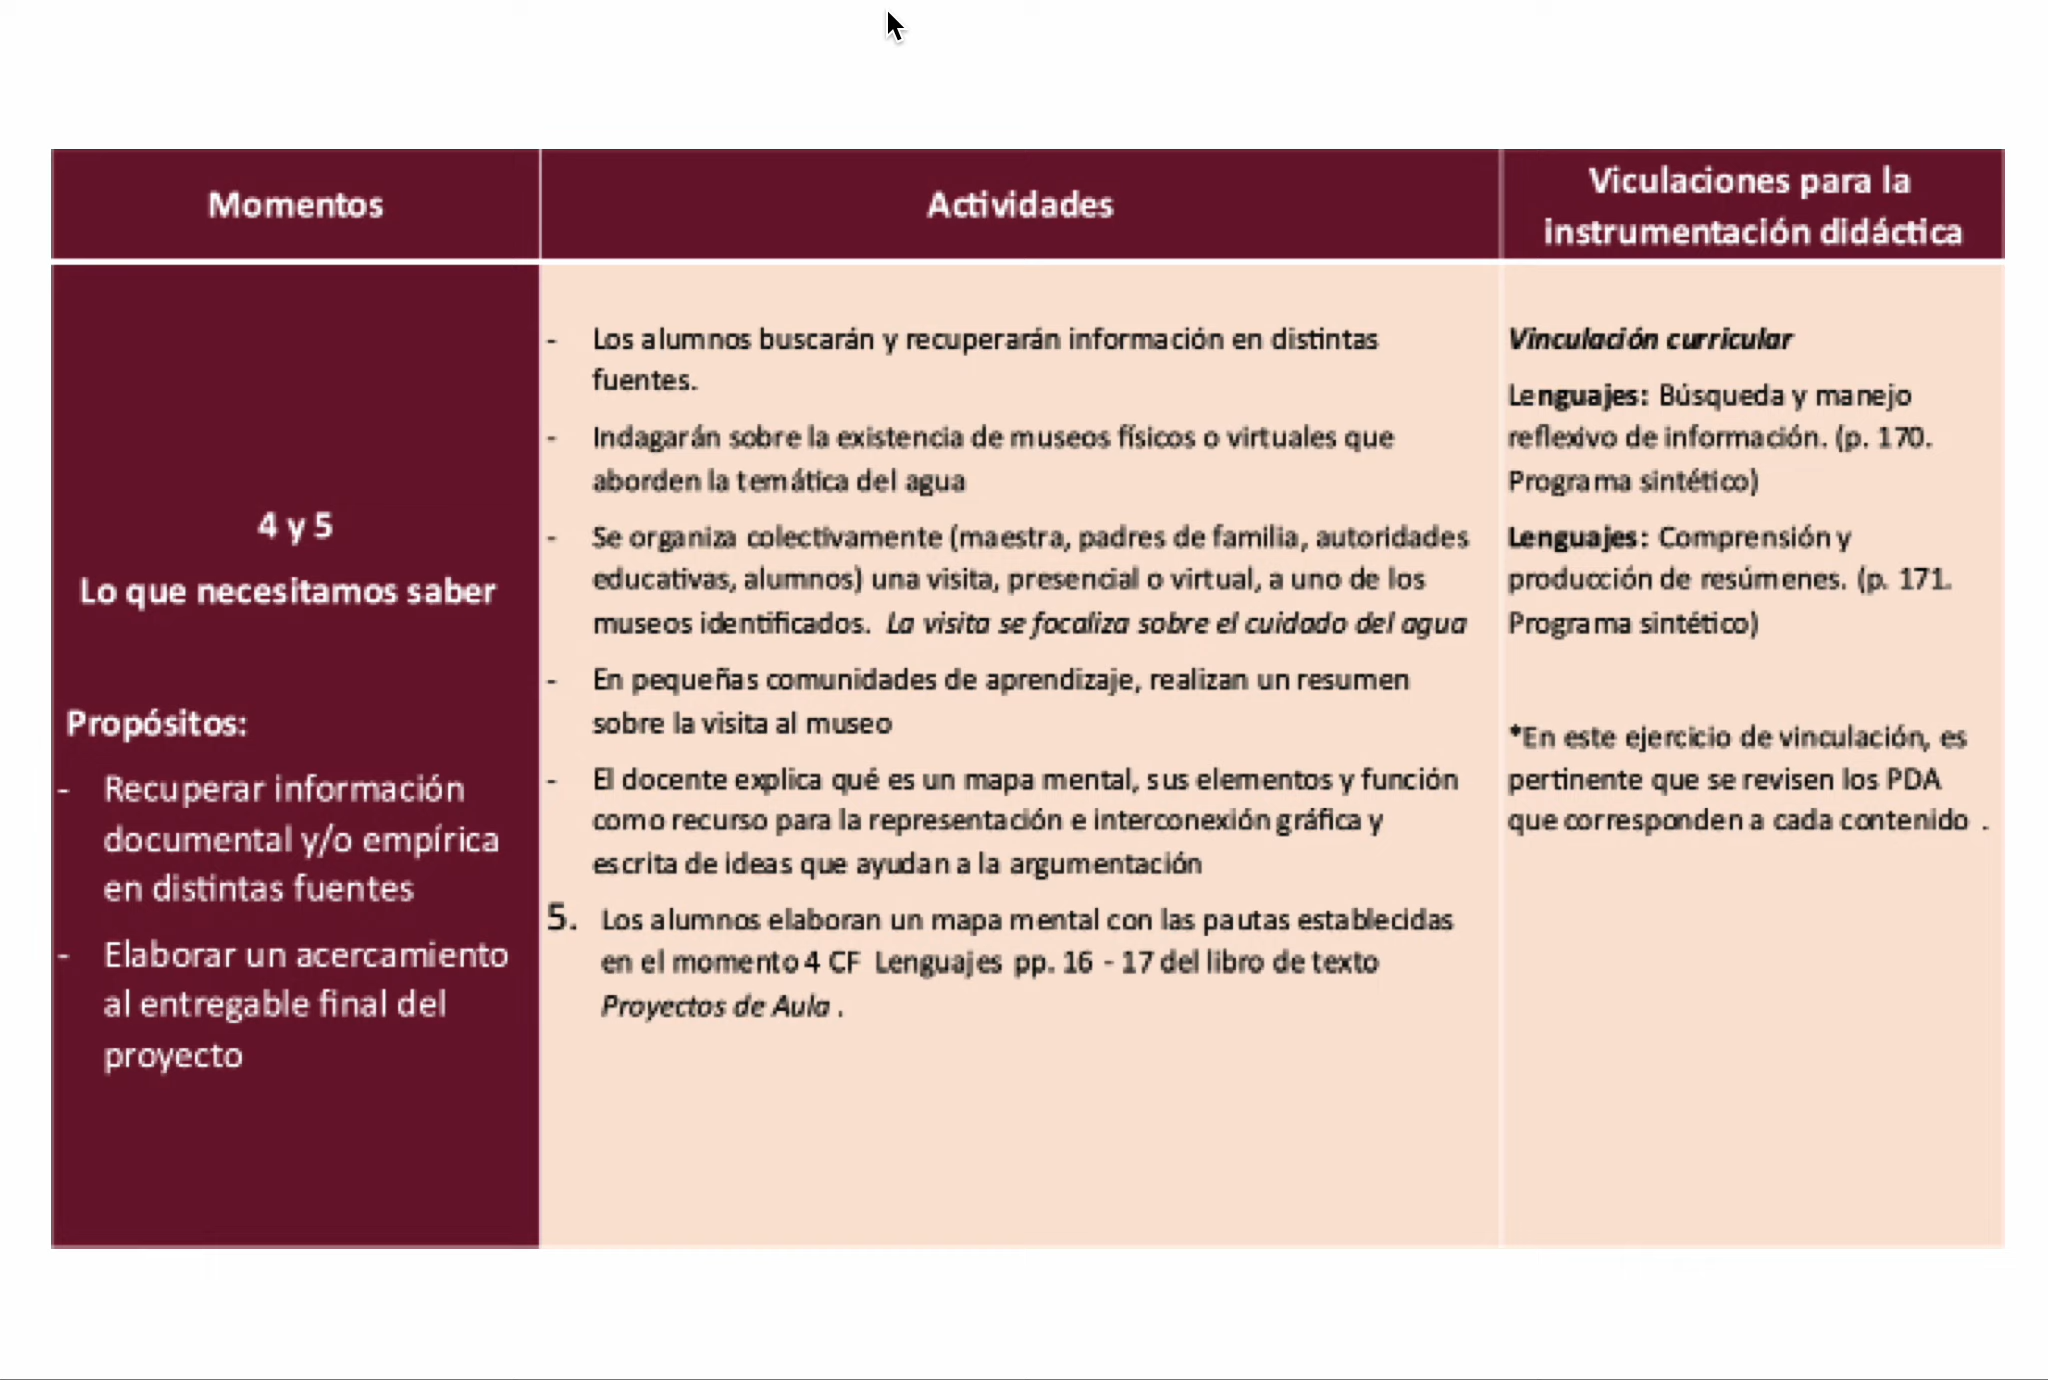 Momentos
Actividades
Viculaciones para la
instrumentación didáctica
4 y 5
Lo que necesitamos saber
Propósitos:
- Recuperar información
documental y/o empírica
en distintas fuentes
- Elaborar un acercamiento
al entregable final del
proyecto
- Los alumnos buscarán y recuperarán información en distintas
fuentes.
- Indagarán sobre la existencia de museos físicos o virtuales que
aborden la temática del agua
- Se organiza colectivamente (maestra, padres de familia, autoridades
educativas, alumnos) una visita, presencial o virtual, a uno de los
museos identificados. La visita se focaliza sobre el cuidado del agua
- En pequeñas comunidades de aprendizaje, realizan un resumen
sobre la visita al museo
- El docente explica qué es un mapa mental, sus elementos y función
como recurso para la representación e interconexión gráfica y
escrita de ideas que ayudan a la argumentación
5. Los alumnos elaboran un mapa mental con las pautas establecidas
en el momento 4 CF Lenguajes pp. 16 - 17 del libro de texto
Proyectos de Aula .
Vinculación curricular
Lenguajes: Búsqueda y manejo
reflexivo de información. (p. 170.
Programa sintético)
Lenguajes: Comprensión y
producción de resúmenes. (p. 171.
Programa sintético)
*En este ejercicio de vinculación, es
pertinente que se revisen los PDA
que corresponden a cada contenido .